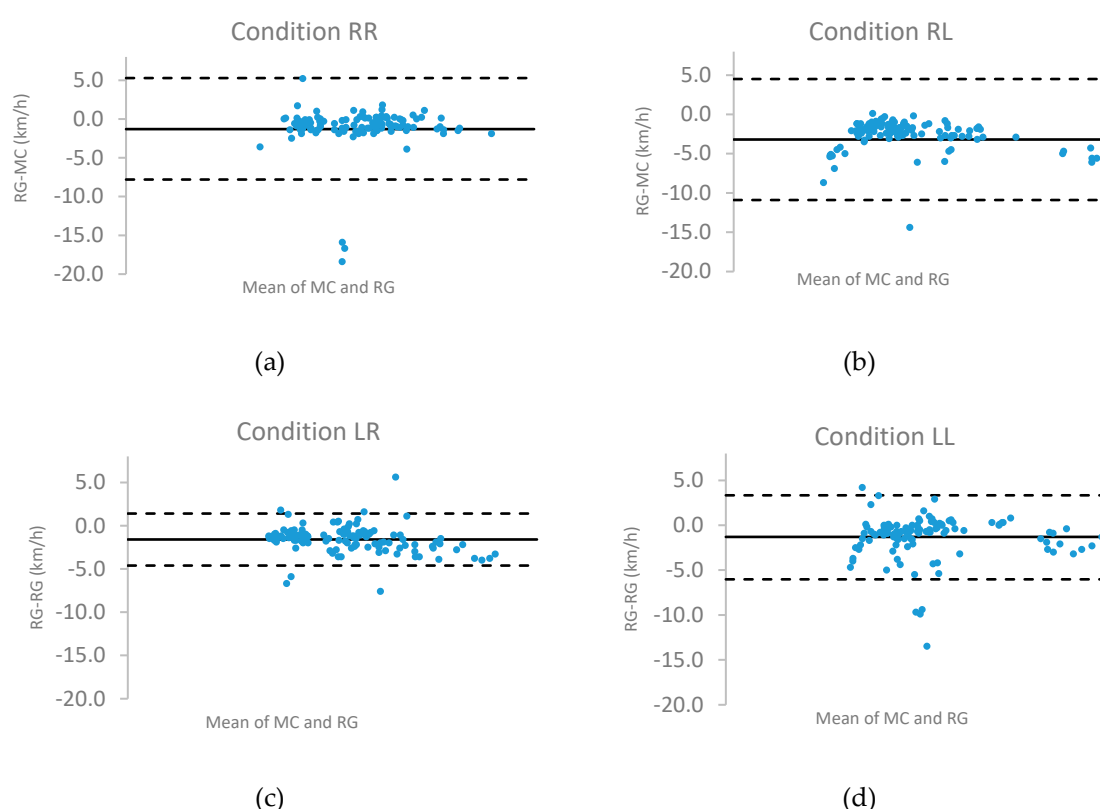 Condition RR
5.0
0.0
-5.0
-10.0
-15.0
-20.0
RG-MC (km/h)
Mean of MC and RG
(a)
Condition RL
5.0
0.0
-5.0
-10.0
-15.0
-20.0
RG-MC (km/h)
Mean of MC and RG
(b)
Condition LR
5.0
0.0
-5.0
-10.0
-15.0
-20.0
RG-RG (km/h)
Mean of MC and RG
(c)
Condition LL
5.0
0.0
-5.0
-10.0
-15.0
-20.0
RG-RG (km/h)
Mean of MC and RG
(d)